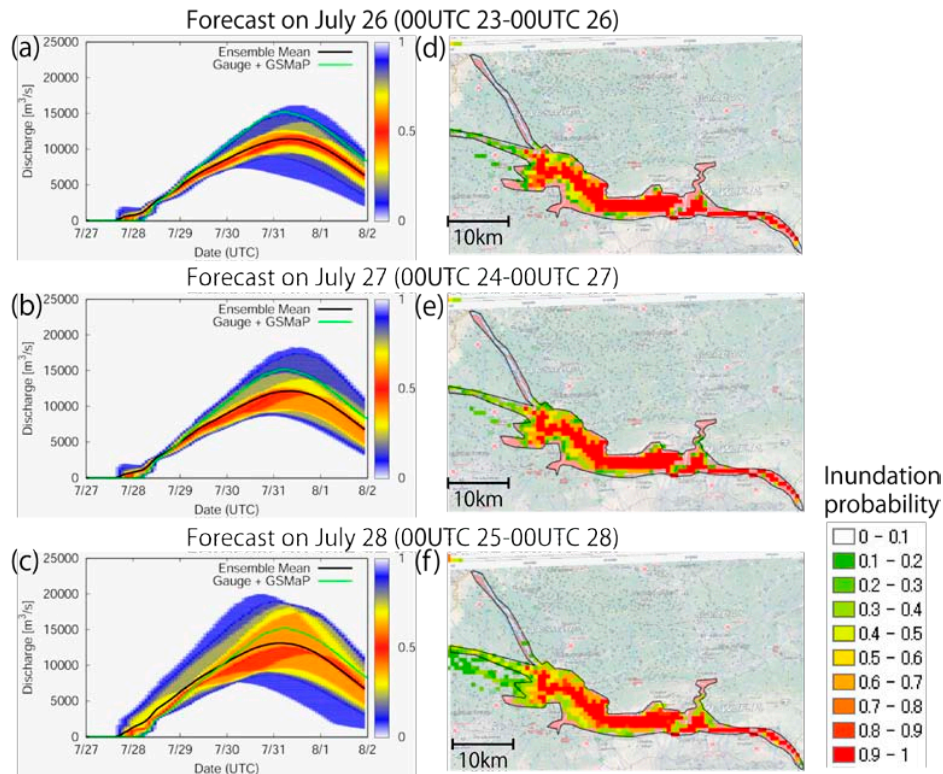 Forecast on July 26 (00UTC 23-00UTC 26)
(a)
25000
20000
15000
10000
5000
0
Discharge [m³/s]
Ensemble Mean
Gauge + GSMaP
1
0.5
0
7/27 7/28 7/29 7/30 7/31 8/1 8/2
Date (UTC)
(d)
10km
Forecast on July 27 (00UTC 24-00UTC 27)
(b)
25000
20000
15000
10000
5000
0
Discharge [m³/s]
Ensemble Mean
Gauge + GSMaP
1
0.5
0
7/27 7/28 7/29 7/30 7/31 8/1 8/2
Date (UTC)
(e)
10km
Forecast on July 28 (00UTC 25-00UTC 28)
(c)
25000
20000
15000
10000
5000
0
Discharge [m³/s]
Ensemble Mean
Gauge + GSMaP
1
0.5
0
7/27 7/28 7/29 7/30 7/31 8/1 8/2
Date (UTC)
(f)
10km
Inundation
probability
0 – 0.1
0.1 – 0.2
0.2 – 0.3
0.3 – 0.4
0.4 – 0.5
0.5 – 0.6
0.6 – 0.7
0.7 – 0.8
0.8 – 0.9
0.9 – 1